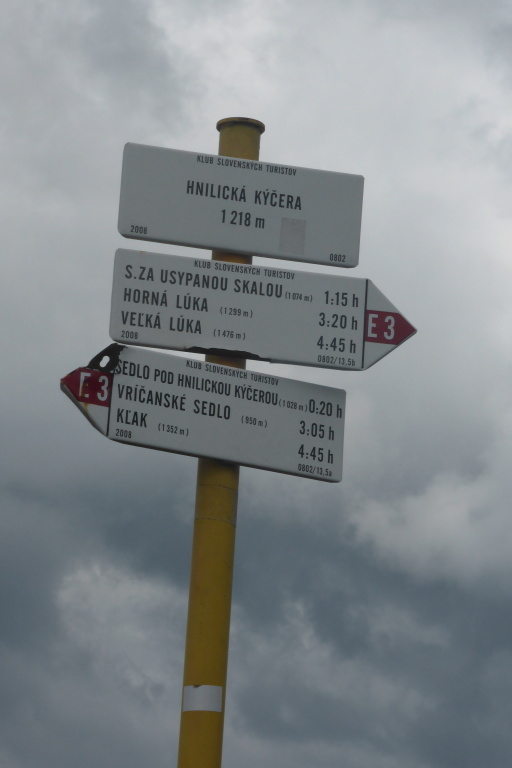 KLUB SLOVENSKÝCH TURISTOV
HNILICKÁ KÝČERA
1 218 m
2008 0802
KLUB SLOVENSKÝCH TURISTOV
S.ZA USYPANOU SKALOU (1 074 m) 1:15 h
HORNÁ LÚKA (1 299 m) 3:20 h
VEĽKÁ LÚKA (1 476 m) 4:45 h
2008 0802/13,5b
E 3
KLUB SLOVENSKÝCH TURISTOV
SEDLO POD HNILICKOU KÝČEROU (1 028 m) 0:20 h
VRÍČANSKÉ SEDLO (950 m) 3:05 h
KĽAK (1 352 m) 4:45 h
2008 0802/13,5a
E 3